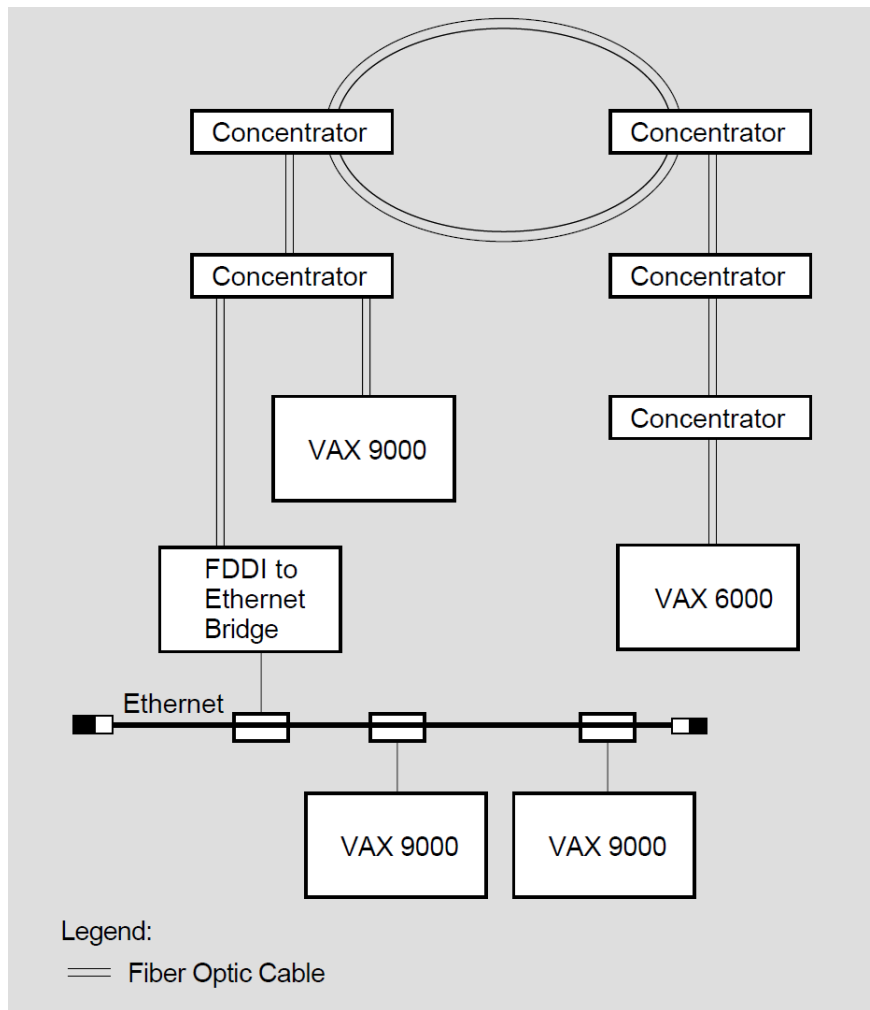 Concentrator
Concentrator
Concentrator
Concentrator
Concentrator
VAX 9000
FDDI to
Ethernet
Bridge
VAX 6000
Ethernet
VAX 9000
VAX 9000
Legend:
Fiber Optic Cable